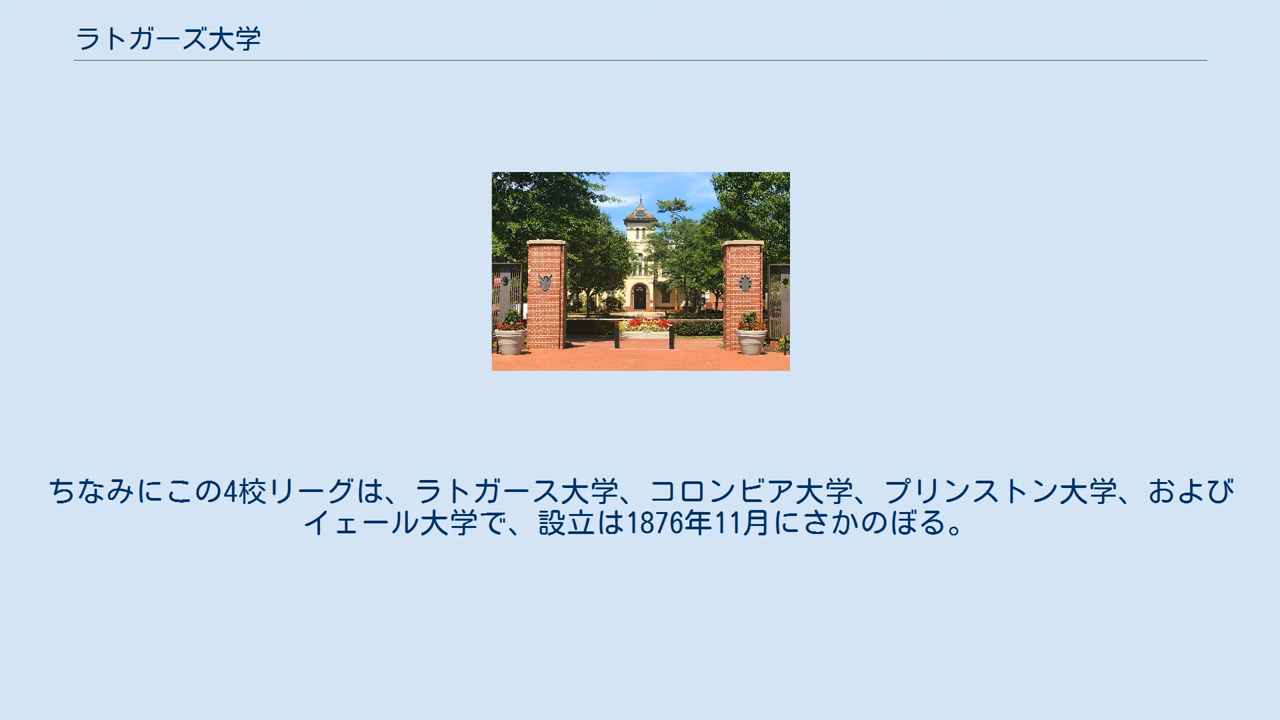 ラトガーズ大学
ちなみにこの4校リーグは、ラトガース大学、コロンビア大学、プリンストン大学、および
イェール大学で、設立は1876年11月にさかのぼる。